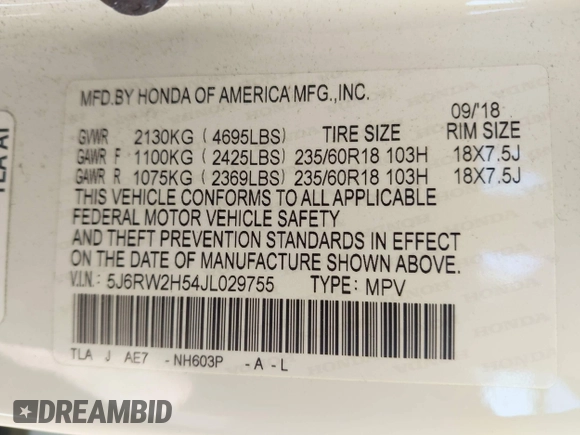 MFD.BY HONDA OF AMERICA MFG.,INC.
09/'18
GVWR 2130KG (4695LBS) TIRE SIZE RIM SIZE
GAWR F 1100KG (2425LBS) 235/60R18 103H 18X7.5J
GAWR R 1075KG (2369LBS) 235/60R18 103H 18X7.5J
THIS VEHICLE CONFORMS TO ALL APPLICABLE
FEDERAL MOTOR VEHICLE SAFETY
AND THEFT PREVENTION STANDARDS IN EFFECT
ON THE DATE OF MANUFACTURE SHOWN ABOVE.
V.I.N.: 5J6RW2H54JL029755 TYPE: MPV
TLA J AE7 - NH603P - A - L
TLA AT
DREAMBID